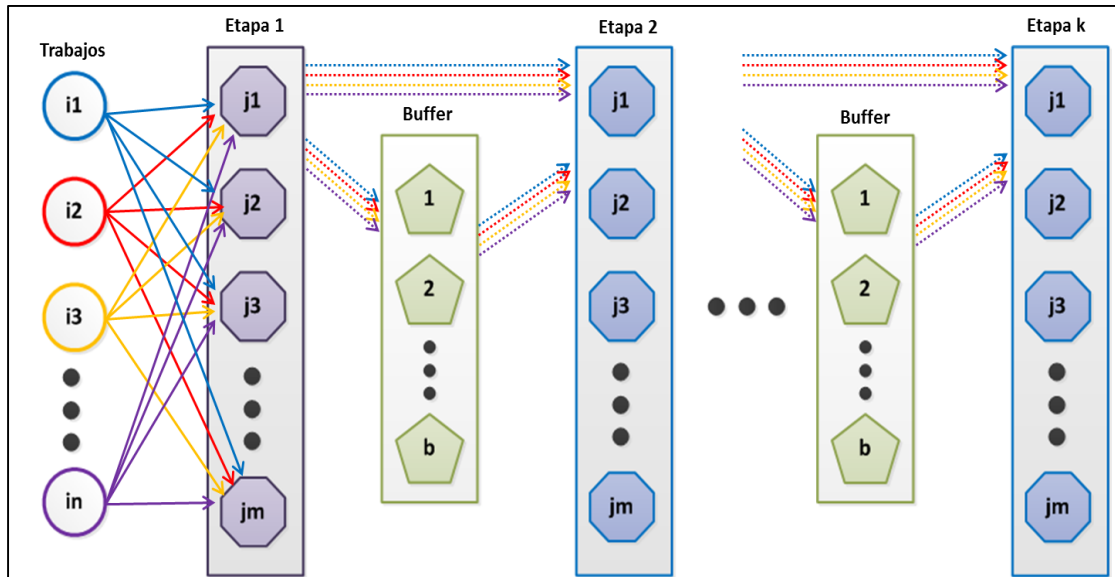 Trabajos
i1
i2
i3
in
Etapa 1
j1
j2
j3
jm
Buffer
1
2
b
Etapa 2
j1
j2
j3
jm
Buffer
1
2
b
Etapa k
j1
j2
j3
jm